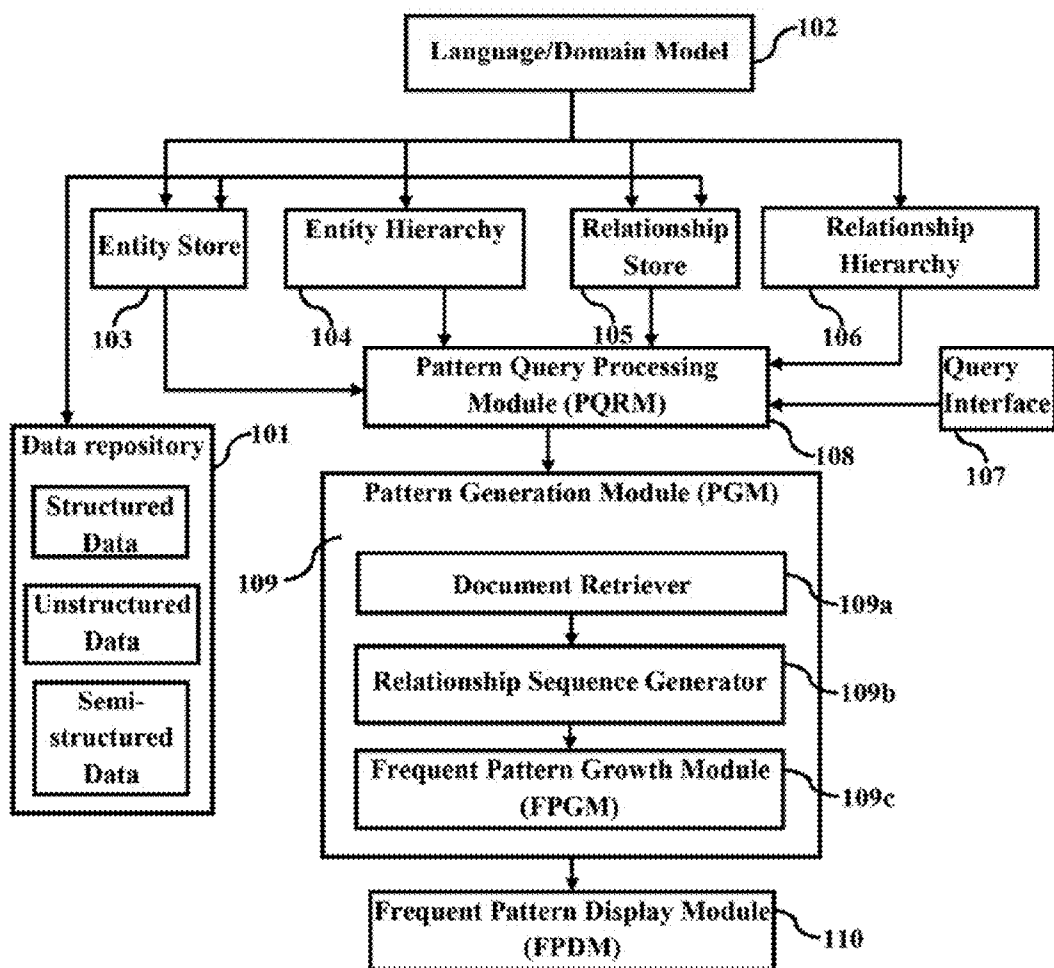 Language/Domain Model
102
Entity Store
103
Entity Hierarchy
104
Relationship
Store
105
Relationship
Hierarchy
106
Pattern Query Processing
Module (PQRM)
108
Query
Interface
107
Data repository
101
Structured
Data
Unstructured
Data
Semi-
structured
Data
Pattern Generation Module (PGM)
109
Document Retriever
109a
Relationship Sequence Generator
109b
Frequent Pattern Growth Module
(FPGM)
109c
Frequent Pattern Display Module
(FPDM)
110